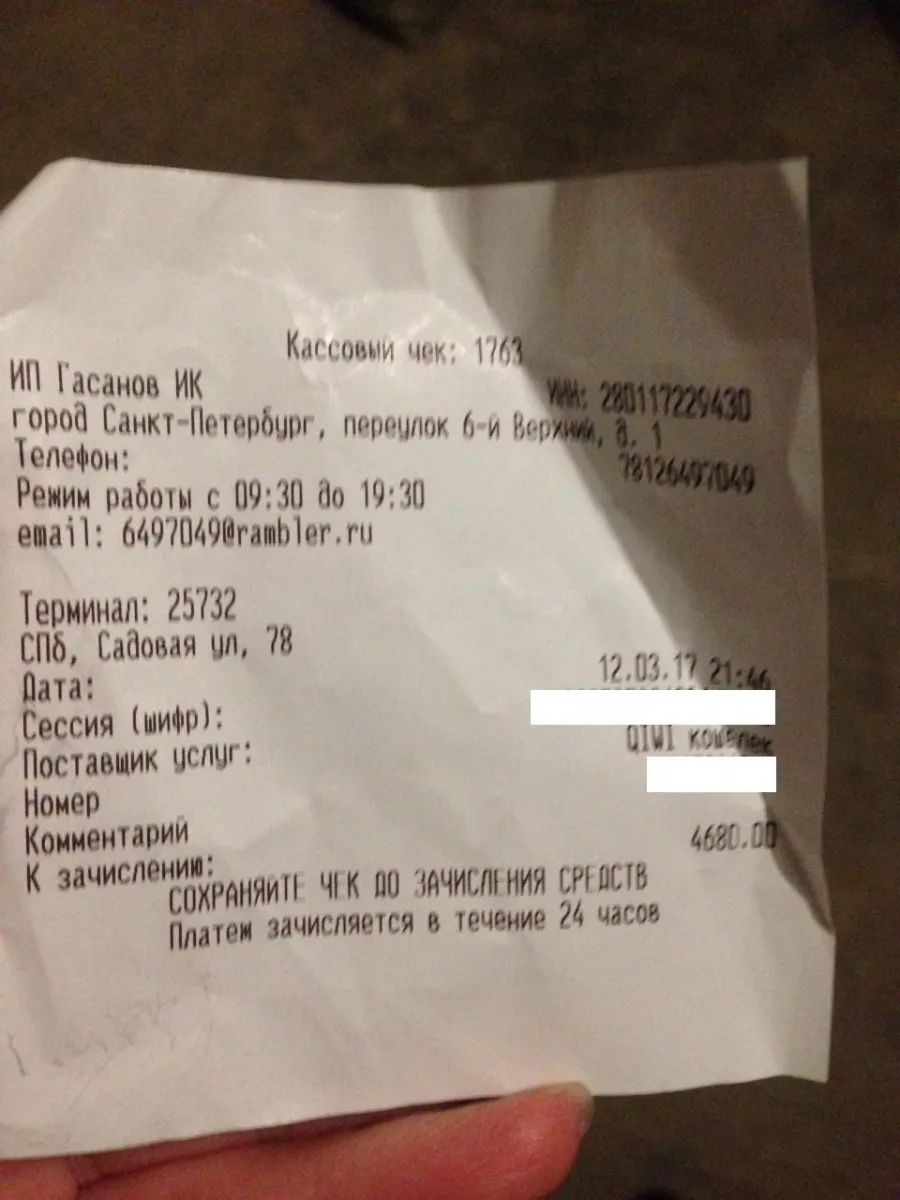 Кассовый чек: 1763
ИП Гасанов ИК ИНН: 280117229430
город Санкт-Петербург, переулок 6-й Верхний, д. 1
Телефон: 78126497049
Режим работы с 09:30 до 19:30
email: 6497049@rambler.ru
Терминал: 25732
СПб, Садовая ул, 78
Дата: 12.03.17 21:46
Сессия (шифр):
Поставщик услуг: QIWI кошелек
Номер
Комментарий
К зачислению: 4680.00
СОХРАНЯЙТЕ ЧЕК ДО ЗАЧИСЛЕНИЯ СРЕДСТВ
Платеж зачисляется в течение 24 часов